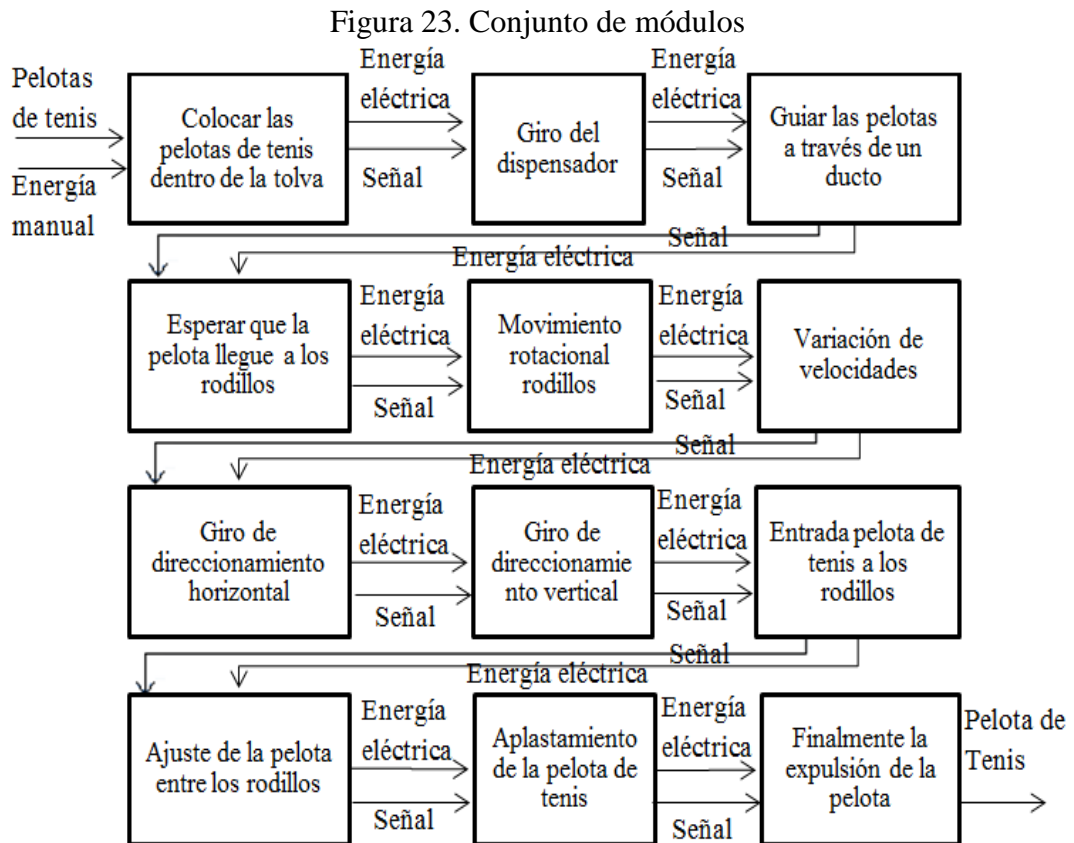 Figura 23. Conjunto de módulos
Pelotas
de tenis
Energía
manual
Colocar las
pelotas de tenis
dentro de la tolva
Energía
eléctrica
Señal
Giro del
dispensador
Energía
eléctrica
Señal
Guiar las pelotas
a través de un
ducto
Señal
Energía eléctrica
Esperar que la
pelota llegue a los
rodillos
Energía
eléctrica
Señal
Movimiento
rotacional
rodillos
Energía
eléctrica
Señal
Variación de
velocidades
Señal
Energía eléctrica
Giro de
direccionamiento
horizontal
Energía
eléctrica
Señal
Giro de
direccionamie
nto vertical
Energía
eléctrica
Señal
Entrada pelota de
tenis a los
rodillos
Señal
Energía eléctrica
Ajuste de la pelota
entre los rodillos
Energía
eléctrica
Señal
Aplastamiento
de la pelota de
tenis
Energía
eléctrica
Señal
Finalmente la
expulsión de la
pelota
Pelota de
Tenis